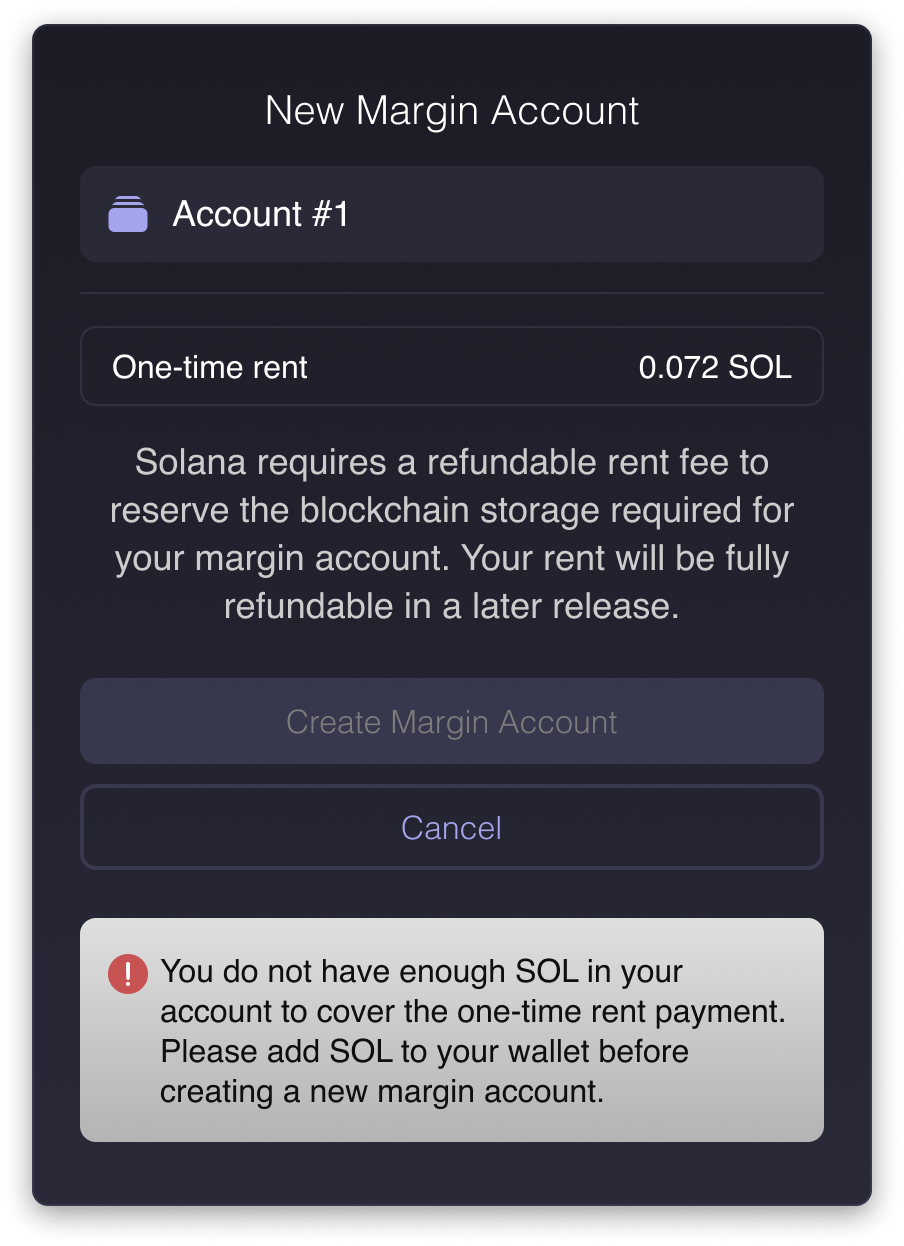 New Margin Account
Account #1
One-time rent 0.072 SOL
Solana requires a refundable rent fee to
reserve the blockchain storage required for
your margin account. Your rent will be fully
refundable in a later release.
Create Margin Account
Cancel
You do not have enough SOL in your
account to cover the one-time rent payment.
Please add SOL to your wallet before
creating a new margin account.